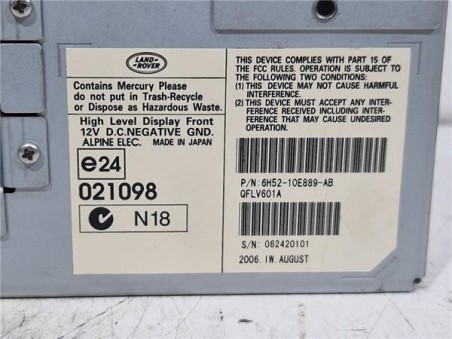 LAND-
ROVER
Contains Mercury Please
do not put in Trash-Recycle
or Dispose as Hazardous Waste.
High Level Display Front
12V D.C.NEGATIVE GND.
ALPINE ELEC. MADE IN JAPAN
e24
021098
N18
THIS DEVICE COMPLIES WITH PART 15 OF
THE FCC RULES. OPERATION IS SUBJECT TO
THE FOLLOWING TWO CONDITIONS:
(1) THIS DEVICE MAY NOT CAUSE HARMFUL
INTERFERENCE.
(2) THIS DEVICE MUST ACCEPT ANY INTER-
FERENCE RECEIVED INCLUDING INTER-
FERENCE THAT MAY CAUSE UNDESIRED
OPERATION.
P/N:6H52-10E889-AB
QFLV601A
S/N: 062420101
2006. IW. AUGUST